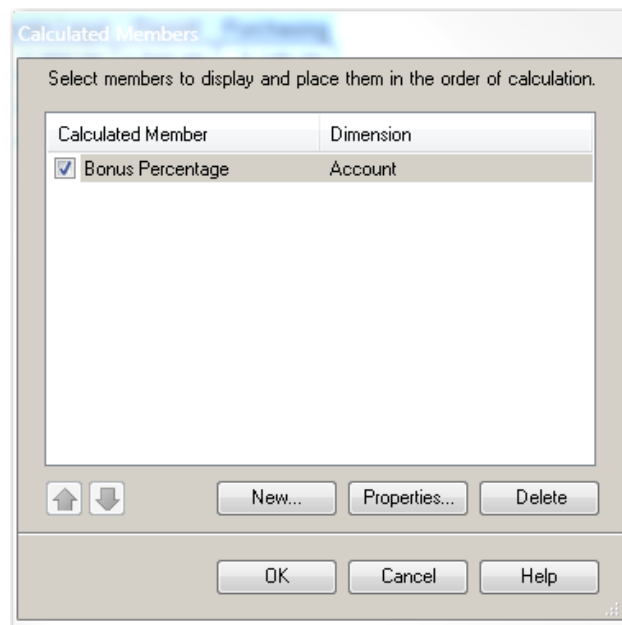 Calculated Members
Select members to display and place them in the order of calculation.
Calculated Member Dimension
Bonus Percentage Account
New... Properties... Delete
OK Cancel Help